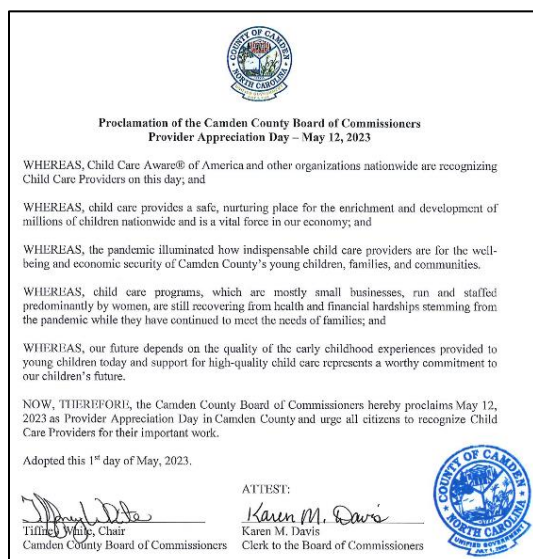 COUNTY OF CAMDEN
NORTH CAROLINA
Proclamation of the Camden County Board of Commissioners
Provider Appreciation Day – May 12, 2023
WHEREAS, Child Care Aware® of America and other organizations nationwide are recognizing
Child Care Providers on this day; and
WHEREAS, child care provides a safe, nurturing place for the enrichment and development of
millions of children nationwide and is a vital force in our economy; and
WHEREAS, the pandemic illuminated how indispensable child care providers are for the well-
being and economic security of Camden County's young children, families, and communities.
WHEREAS, child care programs, which are mostly small businesses, run and staffed
predominantly by women, are still recovering from health and financial hardships stemming from
the pandemic while they have continued to meet the needs of families; and
WHEREAS, our future depends on the quality of the early childhood experiences provided to
young children today and support for high-quality child care represents a worthy commitment to
our children's future.
NOW, THEREFORE, the Camden County Board of Commissioners hereby proclaims May 12,
2023 as Provider Appreciation Day in Camden County and urge all citizens to recognize Child
Care Providers for their important work.
Adopted this 1st day of May, 2023.
ATTEST:
Tiffney White
Karen M. Davis
Tiffney White, Chair
Karen M. Davis
Camden County Board of Commissioners
Clerk to the Board of Commissioners
COUNTY OF CAMDEN
NORTH CAROLINA
UNIFIED GOVERNMENT